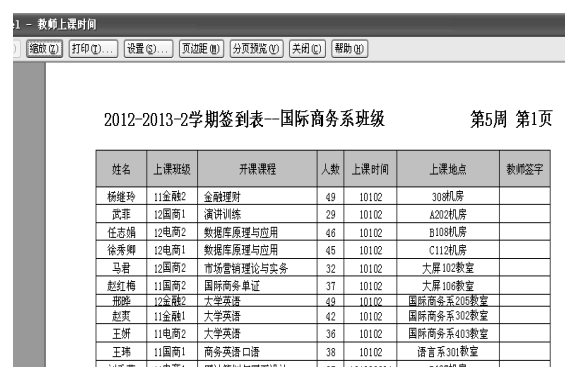 1 - 教师上课时间
缩放(Z) 打印(T)... 设置(S)... 页边距(M) 分页预览(V) 关闭(C) 帮助(H)
2012-2013-2学期签到表--国际商务系班级 第5周 第1页
姓名 上课班级 开课课程 人数 上课时间 上课地点 教师签字
杨继玲 11金融2 金融理财 49 10102 308机房
武菲 12国商1 演讲训练 29 10102 A202机房
任志娟 12电商2 数据库原理与应用 46 10102 B108机房
徐秀卿 12电商1 数据库原理与应用 45 10102 C112机房
马君 12国商2 市场营销理论与实务 32 10102 大屏102教室
赵红梅 11国商2 国际商务单证 37 10102 大屏106教室
邢晔 12金融2 大学英语 49 10102 国际商务系205教室
赵爽 11金融1 大学英语 42 10102 国际商务系302教室
王妍 11电商2 大学英语 36 10102 国际商务系403教室
王玮 11国商1 商务英语口语 38 10102 语言系301教室